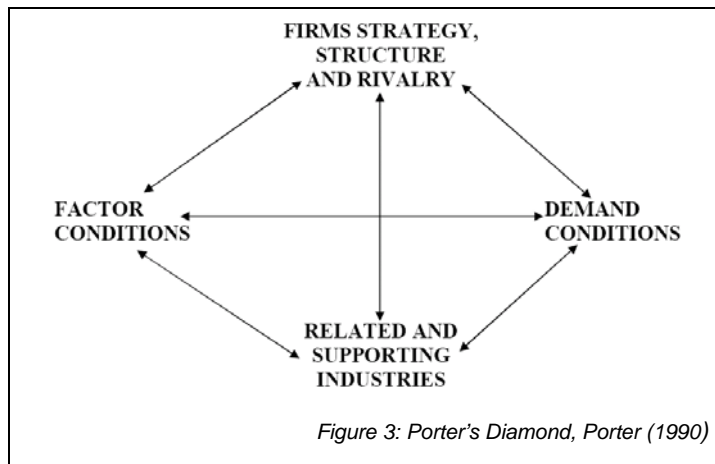 FIRMS STRATEGY,
STRUCTURE
AND RIVALRY
FACTOR
CONDITIONS
DEMAND
CONDITIONS
RELATED AND
SUPPORTING
INDUSTRIES
Figure 3: Porter's Diamond, Porter (1990)